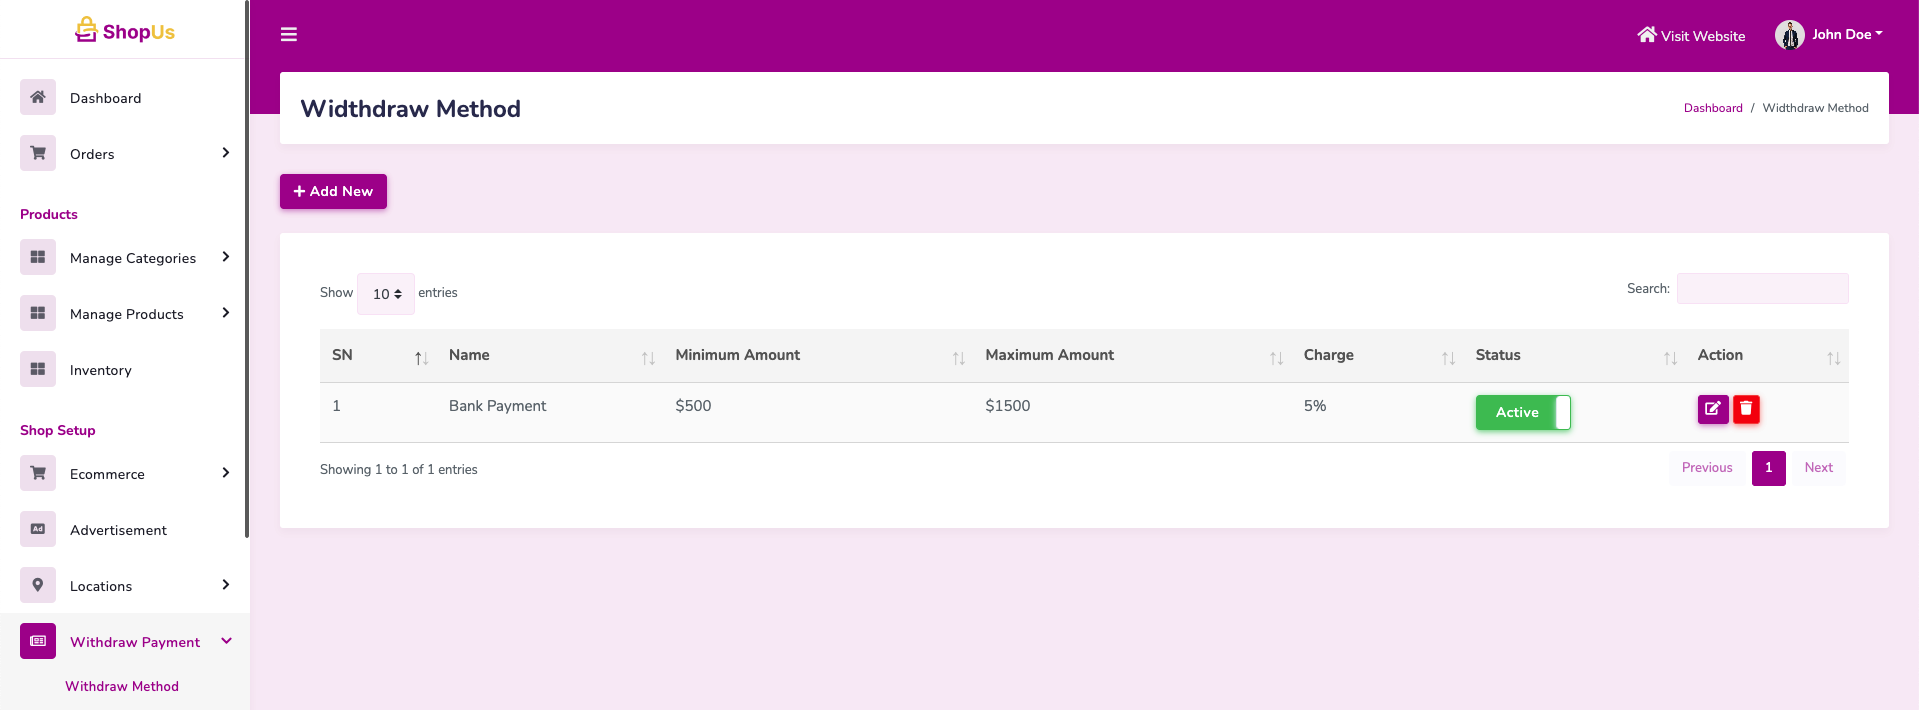 ShopUs
Visit Website
John Doe
Dashboard
Orders
Products
Manage Categories
Manage Products
Inventory
Shop Setup
Ecommerce
Ad
Advertisement
Locations
Withdraw Payment
Withdraw Method
Widthdraw Method
Dashboard / Widthdraw Method
Add New
Show 10 entries
Search:
SN Name Minimum Amount Maximum Amount Charge Status Action
1 Bank Payment $500 $1500 5% Active
Showing 1 to 1 of 1 entries
Previous 1 Next